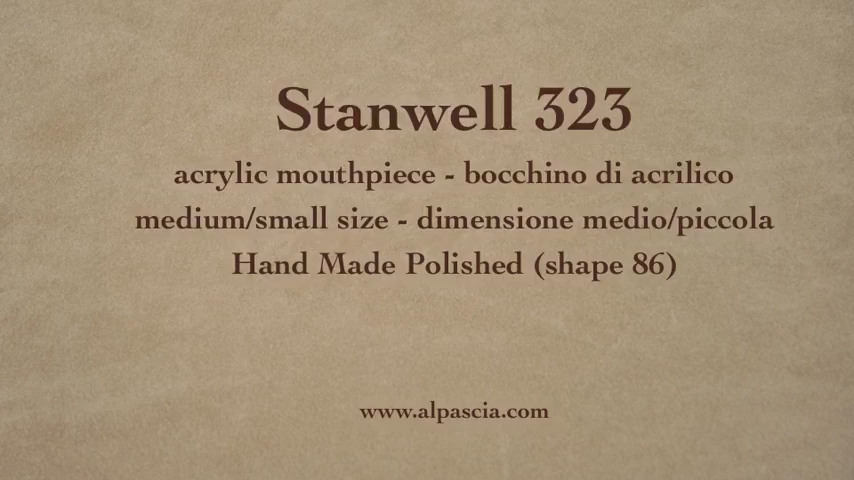 Stanwell 323
acrylic mouthpiece - bocchino di acrilico
medium/small size - dimensione medio/piccola
Hand Made Polished (shape 86)
www.alpascia.com